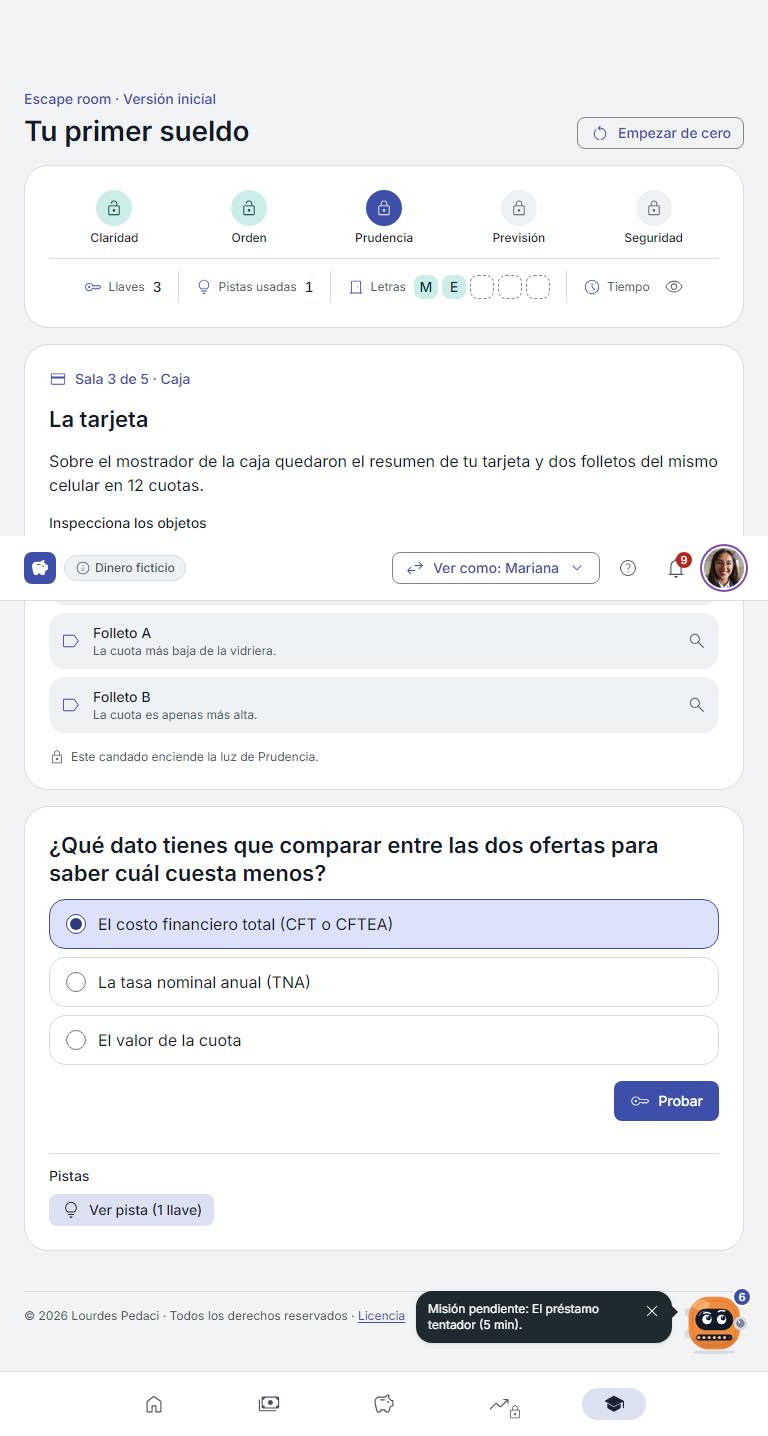 Escape room · Versión inicial
Tu primer sueldo
Empezar de cero
Claridad
Orden
Prudencia
Previsión
Seguridad
Llaves 3
Pistas usadas 1
Letras M E
Tiempo
Sala 3 de 5 · Caja
La tarjeta
Sobre el mostrador de la caja quedaron el resumen de tu tarjeta y dos folletos del mismo
celular en 12 cuotas.
Inspecciona los objetos
Dinero ficticio
Ver como: Mariana
9
Folleto A
La cuota más baja de la vidriera.
Folleto B
La cuota es apenas más alta.
Este candado enciende la luz de Prudencia.
¿Qué dato tienes que comparar entre las dos ofertas para
saber cuál cuesta menos?
El costo financiero total (CFT o CFTEA)
La tasa nominal anual (TNA)
El valor de la cuota
Probar
Pistas
Ver pista (1 llave)
© 2026 Lourdes Pedaci · Todos los derechos reservados · Licencia
Misión pendiente: El préstamo
tentador (5 min).
6